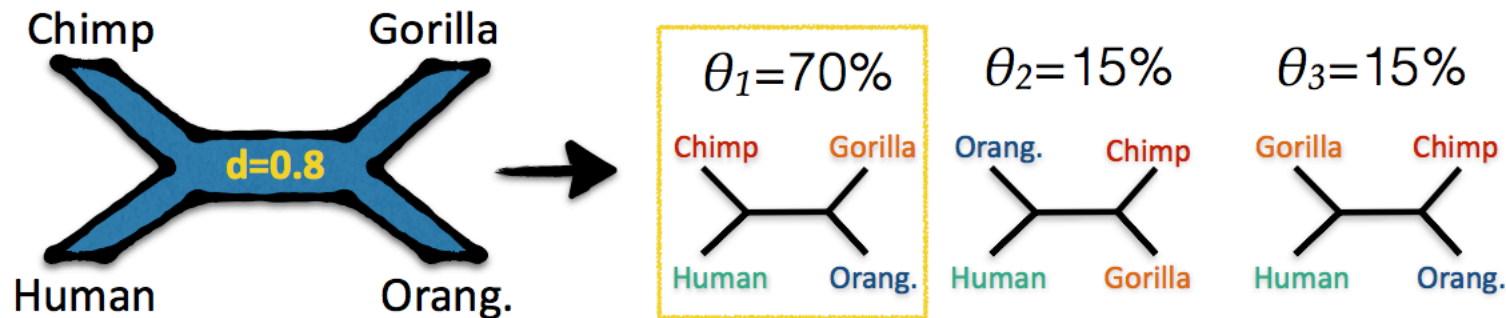 Chimp Gorilla
d=0.8
Human Orang.
θ1=70% θ2=15% θ3=15%
Chimp Gorilla
Human Orang.
Orang. Chimp
Human Gorilla
Gorilla Chimp
Human Orang.